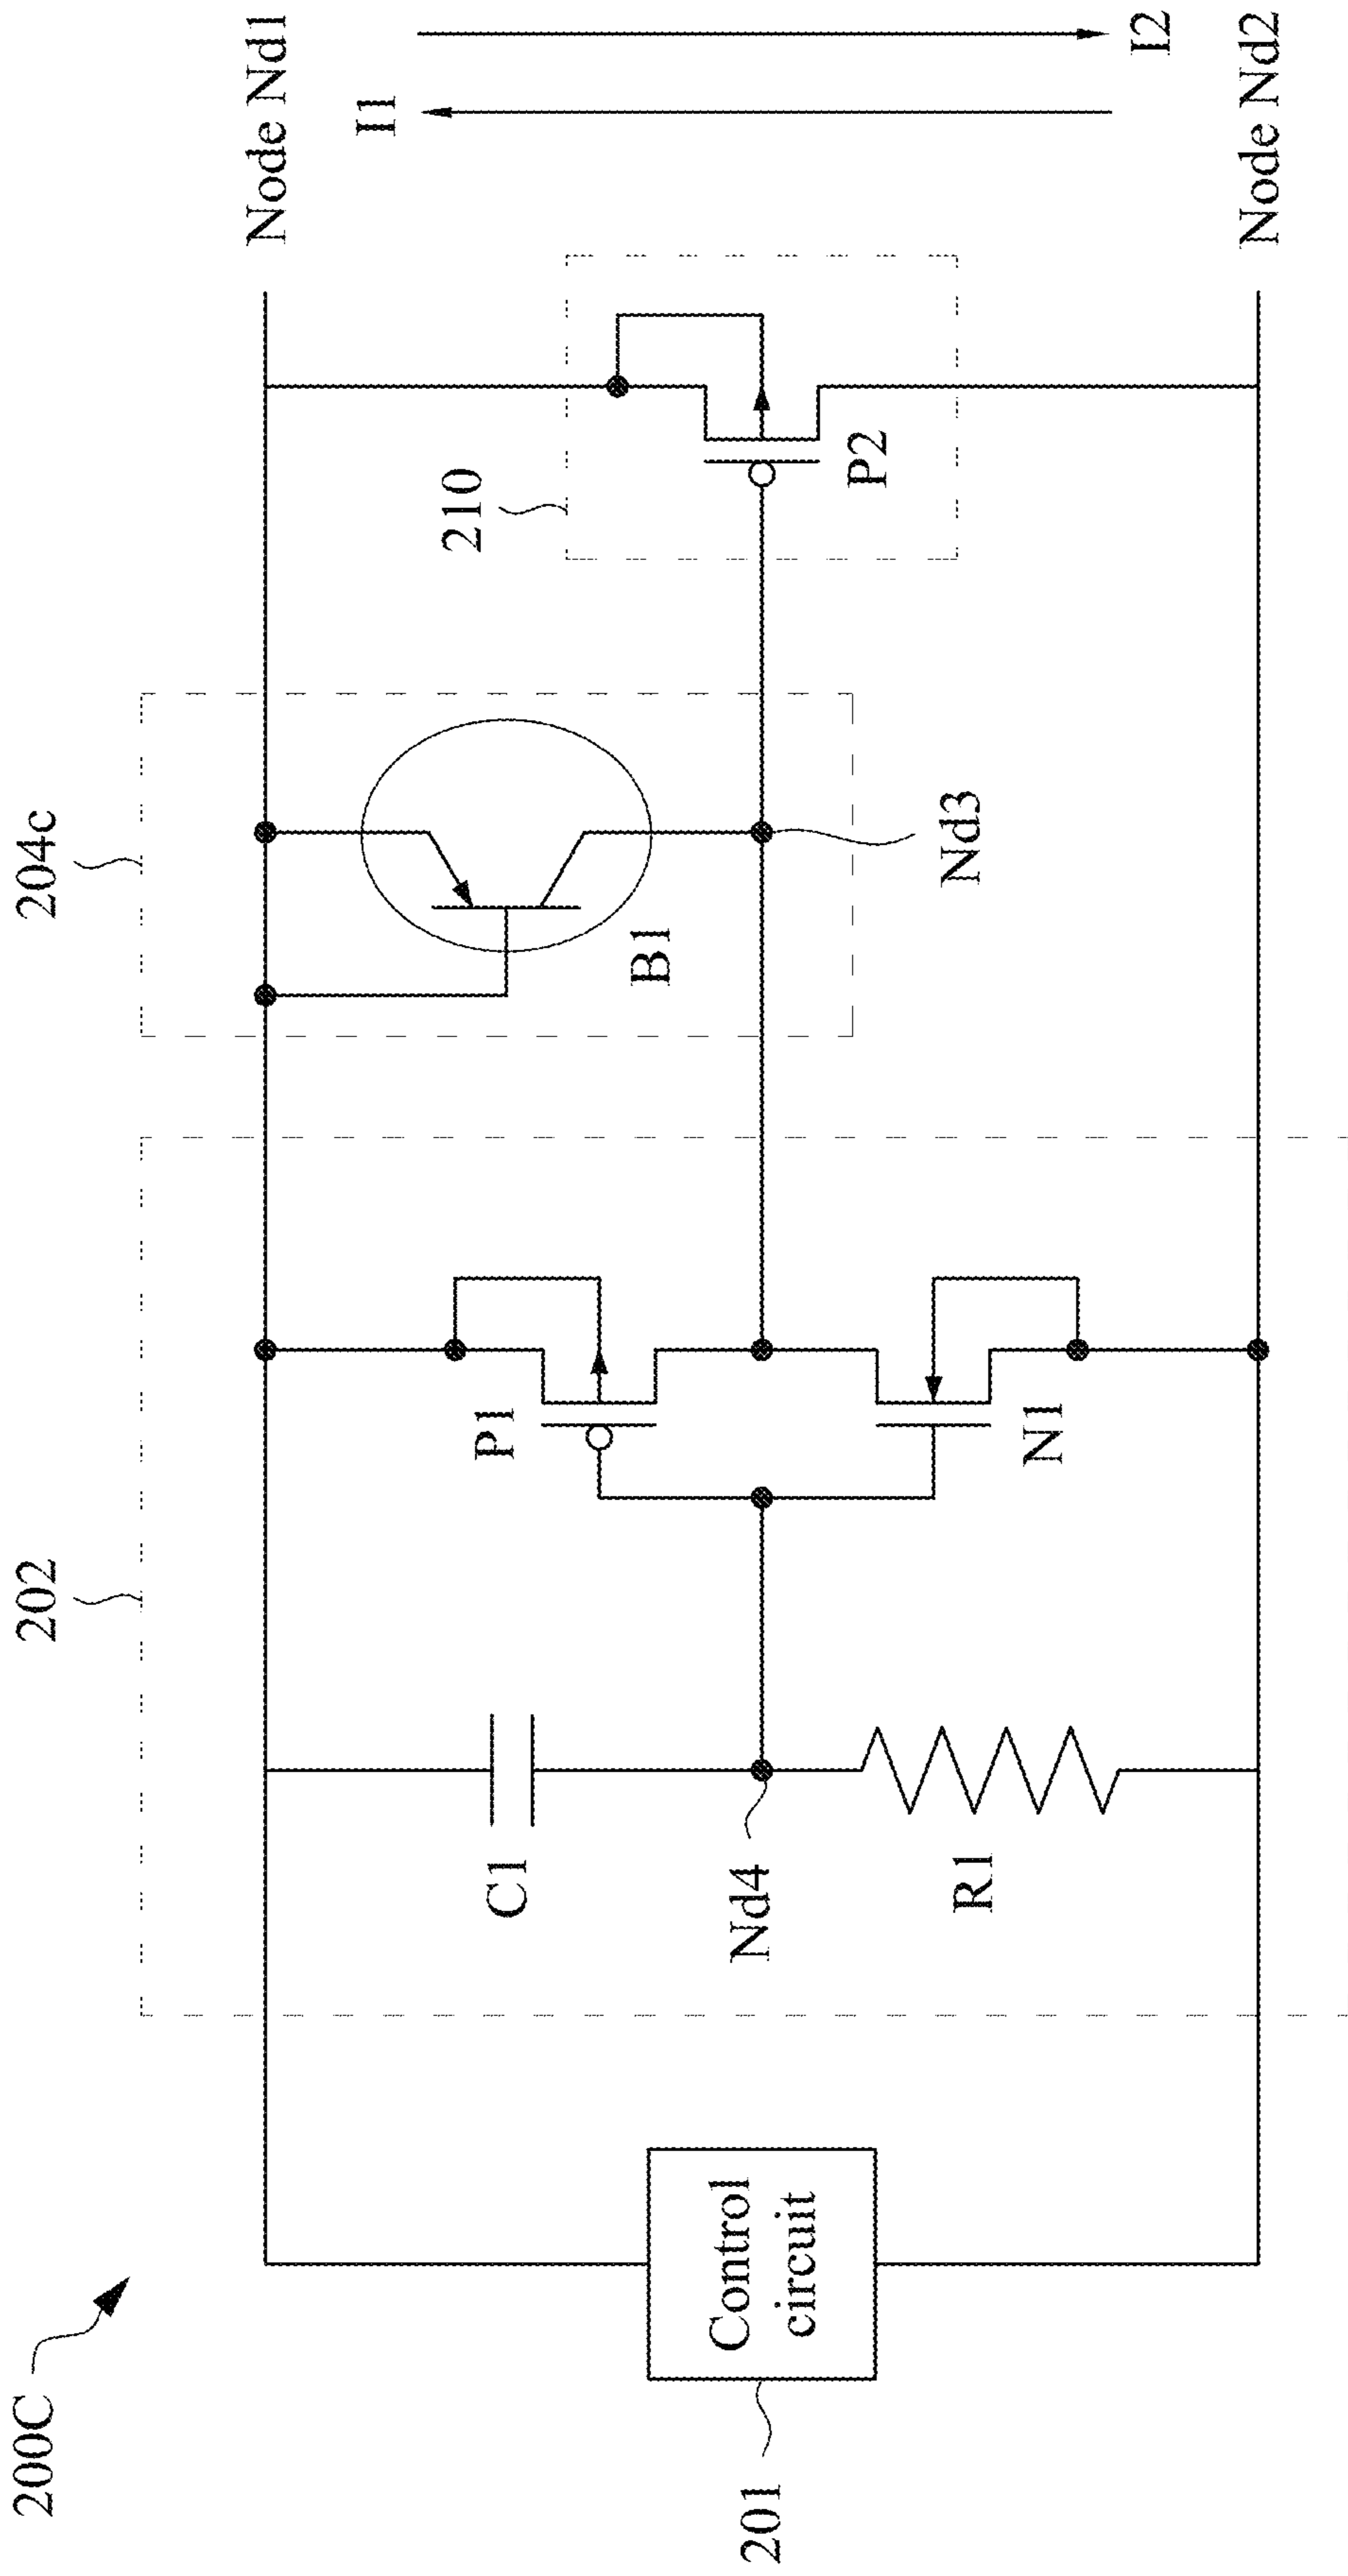 200C
202
204c
Node Nd1
I1
210
C1
P1
B1
P2
201
Control
circuit
Nd4
Nd3
R1
N1
I2
Node Nd2